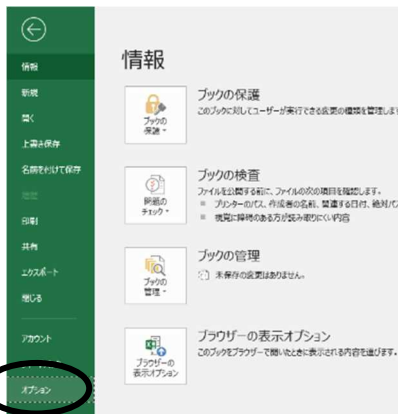 情報
新規
開く
上書き保存
名前を付けて保存
印刷
共有
エクスポート
閉じる
アカウント
オプション
情報
ブックの
保護
ブックの保護
このブックに対してユーザーが実行できる変更の種類を管理しま
問題の
チェック
ブックの検査
ファイルを公開する前に、ファイルの次の項目を確認します。
プリンターのパス、作成者の名前、関連する日付、絶対パ
視覚に障碍のある方が読み取りにくい内容
ブックの
管理
ブックの管理
未保存の変更はありません。
ブラウザーの
表示オプション
ブラウザーの表示オプション
このブックをブラウザーで開いたときに表示される内容を選びます。